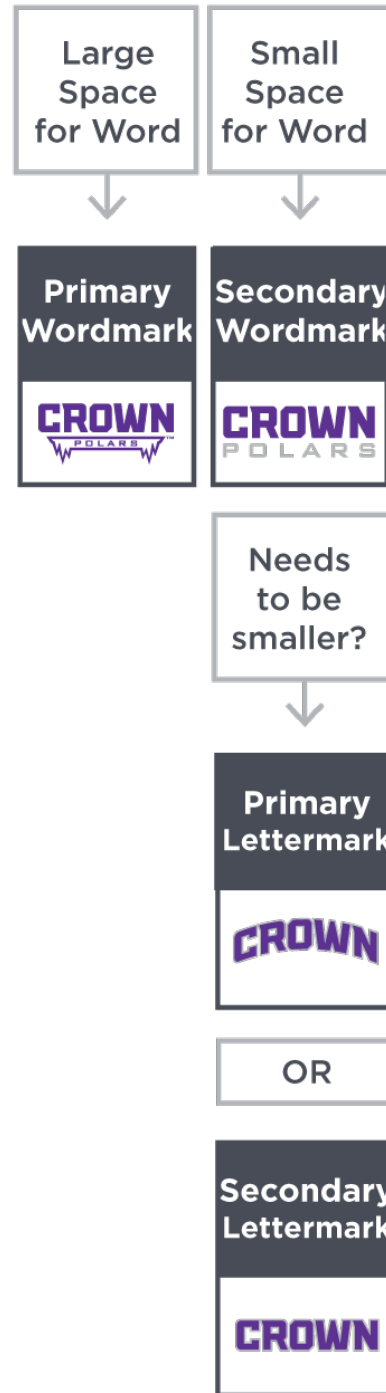 Large
Space
for Word
Small
Space
for Word
Primary
Wordmark
Secondary
Wordmark
CROWN
POLARS™
CROWN
POLARS
Needs
to be
smaller?
Primary
Lettermark
CROWN
OR
Secondary
Lettermark
CROWN